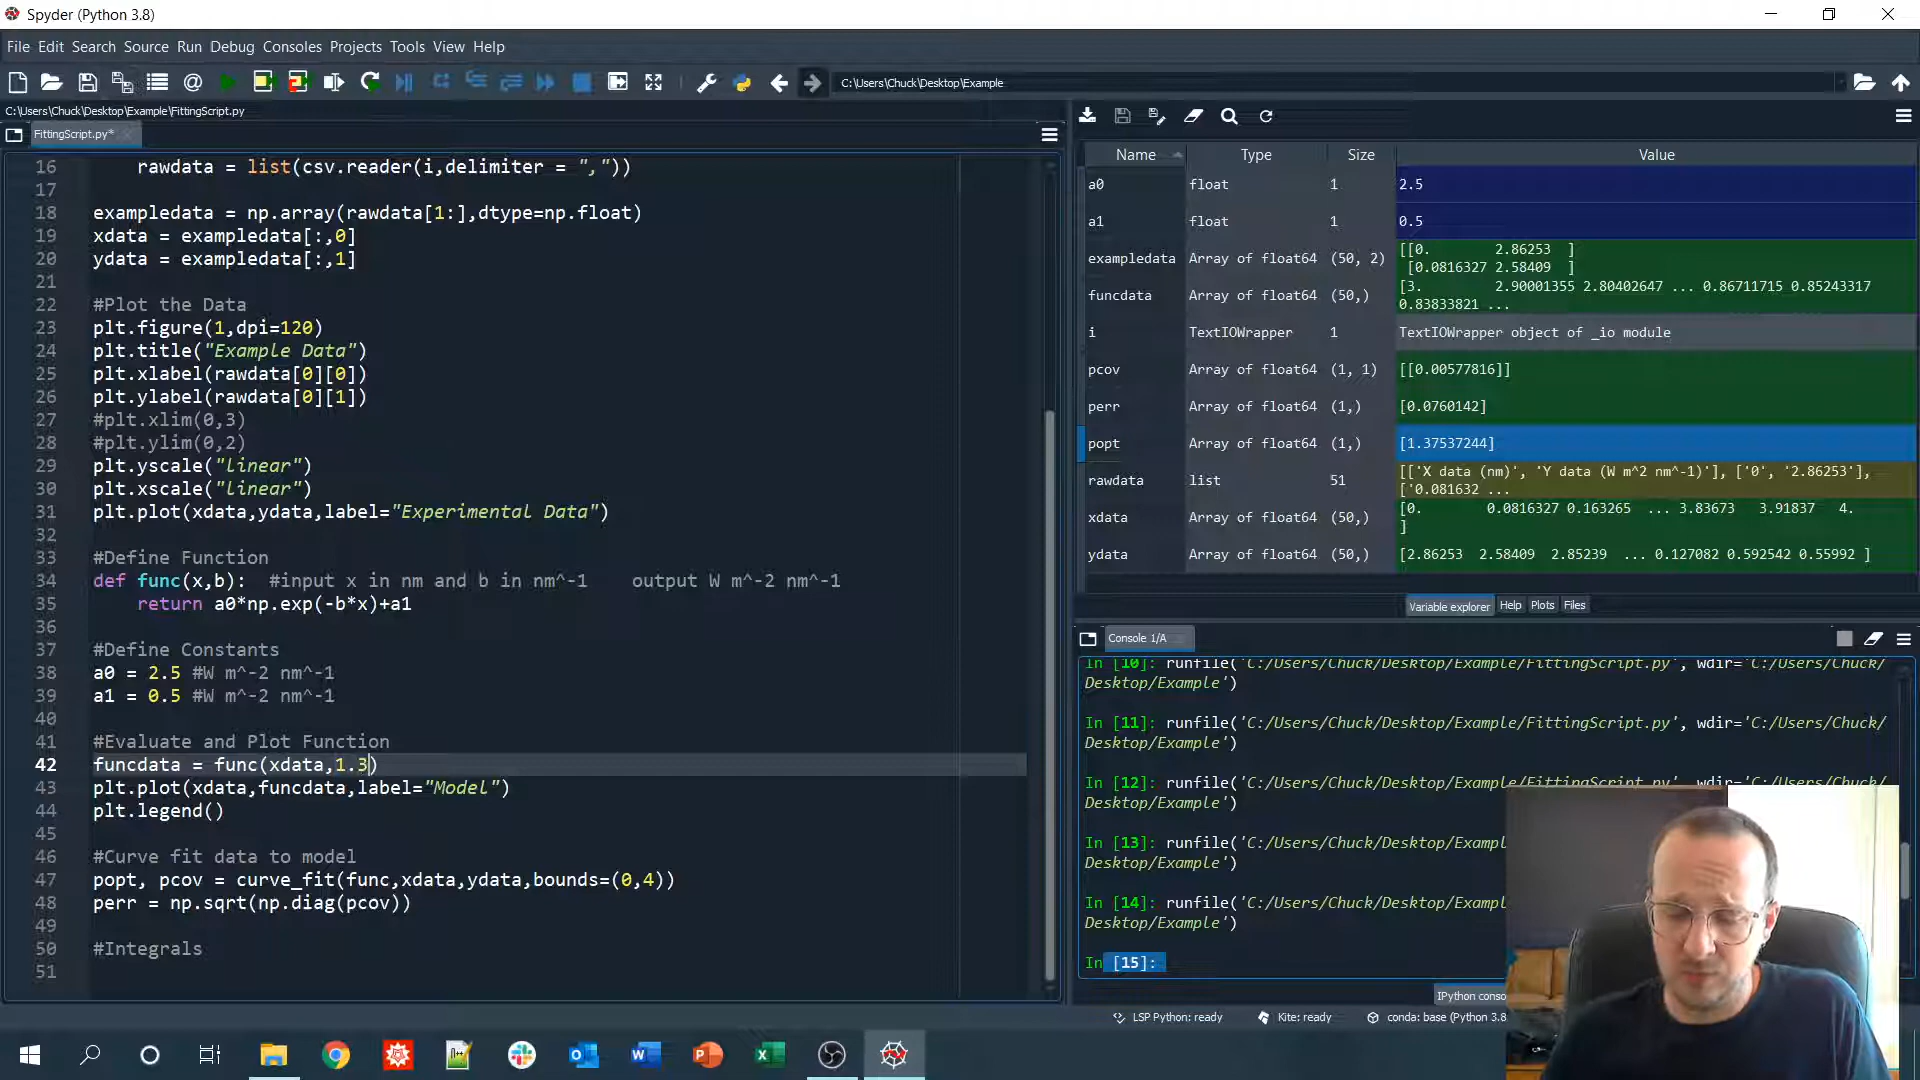 Spyder (Python 3.8)
File Edit Search Source Run Debug Consoles Projects Tools View Help
C:\Users\Chuck\Desktop\Example
C:\Users\Chuck\Desktop\Example\FittingScript.py
FittingScript.py*
16 rawdata = list(csv.reader(i,delimiter = ","))
17
18 exampledata = np.array(rawdata[1:],dtype=np.float)
19 xdata = exampledata[:,0]
20 ydata = exampledata[:,1]
21
22 #Plot the Data
23 plt.figure(1,dpi=120)
24 plt.title("Example Data")
25 plt.xlabel(rawdata[0][0])
26 plt.ylabel(rawdata[0][1])
27 #plt.xlim(0,3)
28 #plt.ylim(0,2)
29 plt.yscale("linear")
30 plt.xscale("linear")
31 plt.plot(xdata,ydata,label="Experimental Data")
32
33 #Define Function
34 def func(x,b): #input x in nm and b in nm^-1 output W m^-2 nm^-1
35 return a0*np.exp(-b*x)+a1
36
37 #Define Constants
38 a0 = 2.5 #W m^-2 nm^-1
39 a1 = 0.5 #W m^-2 nm^-1
40
41 #Evaluate and Plot Function
42 funcdata = func(xdata,1.3)
43 plt.plot(xdata,funcdata,label="Model")
44 plt.legend()
45
46 #Curve fit data to model
47 popt, pcov = curve_fit(func,xdata,ydata,bounds=(0,4))
48 perr = np.sqrt(np.diag(pcov))
49
50 #Integrals
51
Name Type Size Value
a0 float 1 2.5
a1 float 1 0.5
exampledata Array of float64 (50, 2) [[0. 2.86253 ]
[0.0816327 2.58409 ]
funcdata Array of float64 (50,) [3. 2.90001355 2.80402647 ... 0.86711715 0.85243317
0.83833821 ...
i TextIOWrapper 1 TextIOWrapper object of _io module
pcov Array of float64 (1, 1) [[0.00577816]]
perr Array of float64 (1,) [0.0760142]
popt Array of float64 (1,) [1.37537244]
rawdata list 51 [['X data (nm)', 'Y data (W m^2 nm^-1)'], ['0', '2.86253'],
['0.081632 ...
xdata Array of float64 (50,) [0. 0.0816327 0.163265 ... 3.83673 3.91837 4.
]
ydata Array of float64 (50,) [2.86253 2.58409 2.85239 ... 0.127082 0.592542 0.55992 ]
Variable explorer Help Plots Files
Console 1/A
In [10]: runfile('C:/Users/Chuck/Desktop/Example/FittingScript.py', wdir='C:/Users/Chuck/
Desktop/Example')
In [11]: runfile('C:/Users/Chuck/Desktop/Example/FittingScript.py', wdir='C:/Users/Chuck/
Desktop/Example')
In [12]: runfile('C:/Users/Chuck/Desktop/Example/FittingScript.py', wdir='C:/Users/Chuck/
Desktop/Example')
In [13]: runfile('C:/Users/Chuck/Desktop/Exampl
Desktop/Example')
In [14]: runfile('C:/Users/Chuck/Desktop/Exampl
Desktop/Example')
In [15]:
IPython conso
LSP Python: ready Kite: ready conda: base (Python 3.8